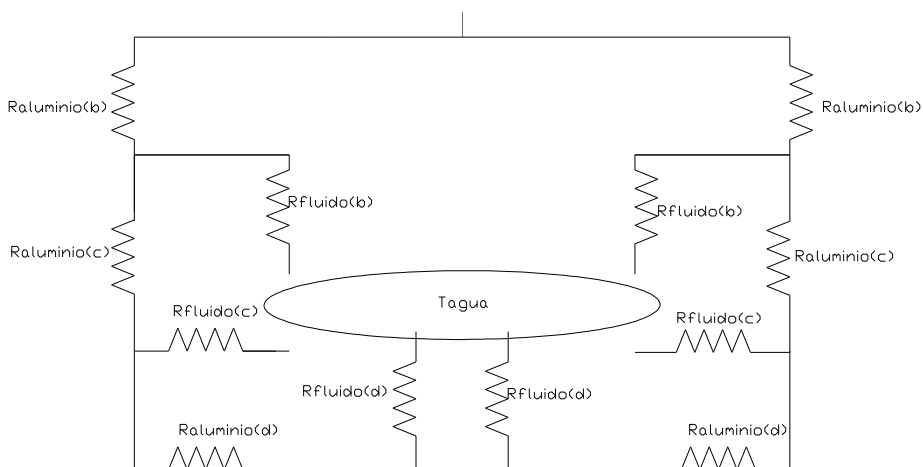 Raluminio(b)
Raluminio(b)
Rfluido(b)
Rfluido(b)
Raluminio(c)
Raluminio(c)
Tagua
Rfluido(c)
Rfluido(c)
Rfluido(d)
Rfluido(d)
Raluminio(d)
Raluminio(d)